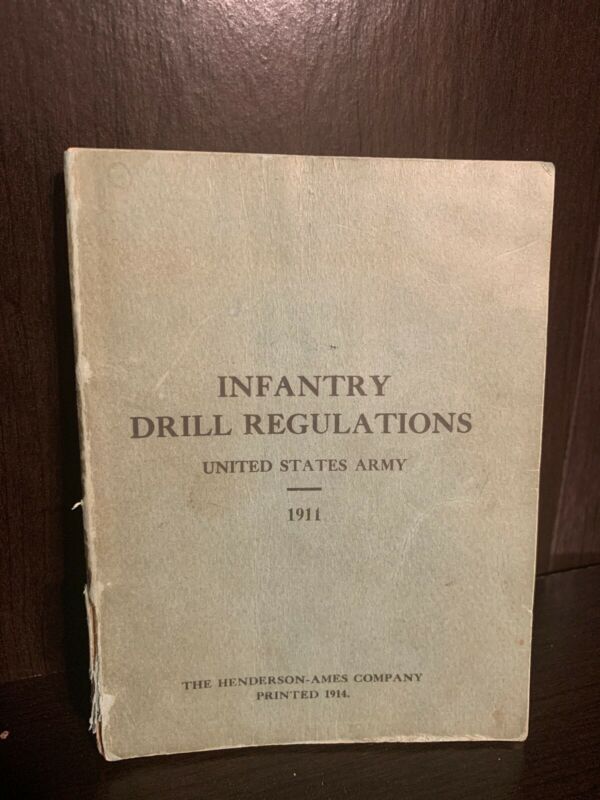 INFANTRY
DRILL REGULATIONS
UNITED STATES ARMY
1911
THE HENDERSON-AMES COMPANY
PRINTED 1914.